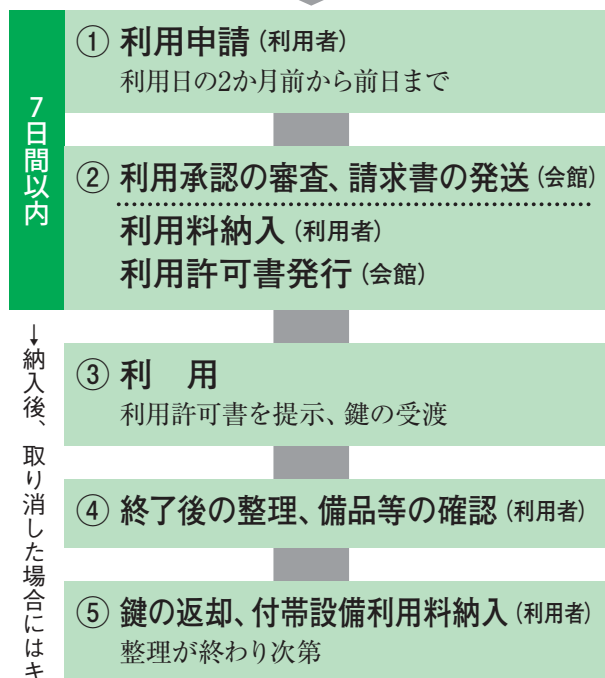 7日間以内
① 利用申請(利用者)
利用日の2か月前から前日まで
② 利用承認の審査、請求書の発送(会館)
利用料納入(利用者)
利用許可書発行(会館)
↓納入後、取り消した場合にはキ
③ 利　用
利用許可書を提示、鍵の受渡
④ 終了後の整理、備品等の確認(利用者)
⑤ 鍵の返却、付帯設備利用料納入(利用者)
整理が終わり次第